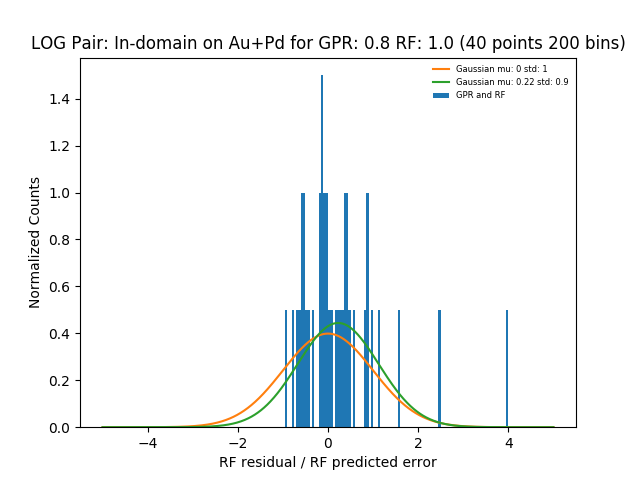 LOG Pair: In-domain on Au+Pd for GPR: 0.8 RF: 1.0 (40 points 200 bins)
Gaussian mu: 0 std: 1
Gaussian mu: 0.22 std: 0.9
GPR and RF
Normalized Counts
1.4
1.2
1.0
0.8
0.6
0.4
0.2
0.0
−4 −2 0 2 4
RF residual / RF predicted error